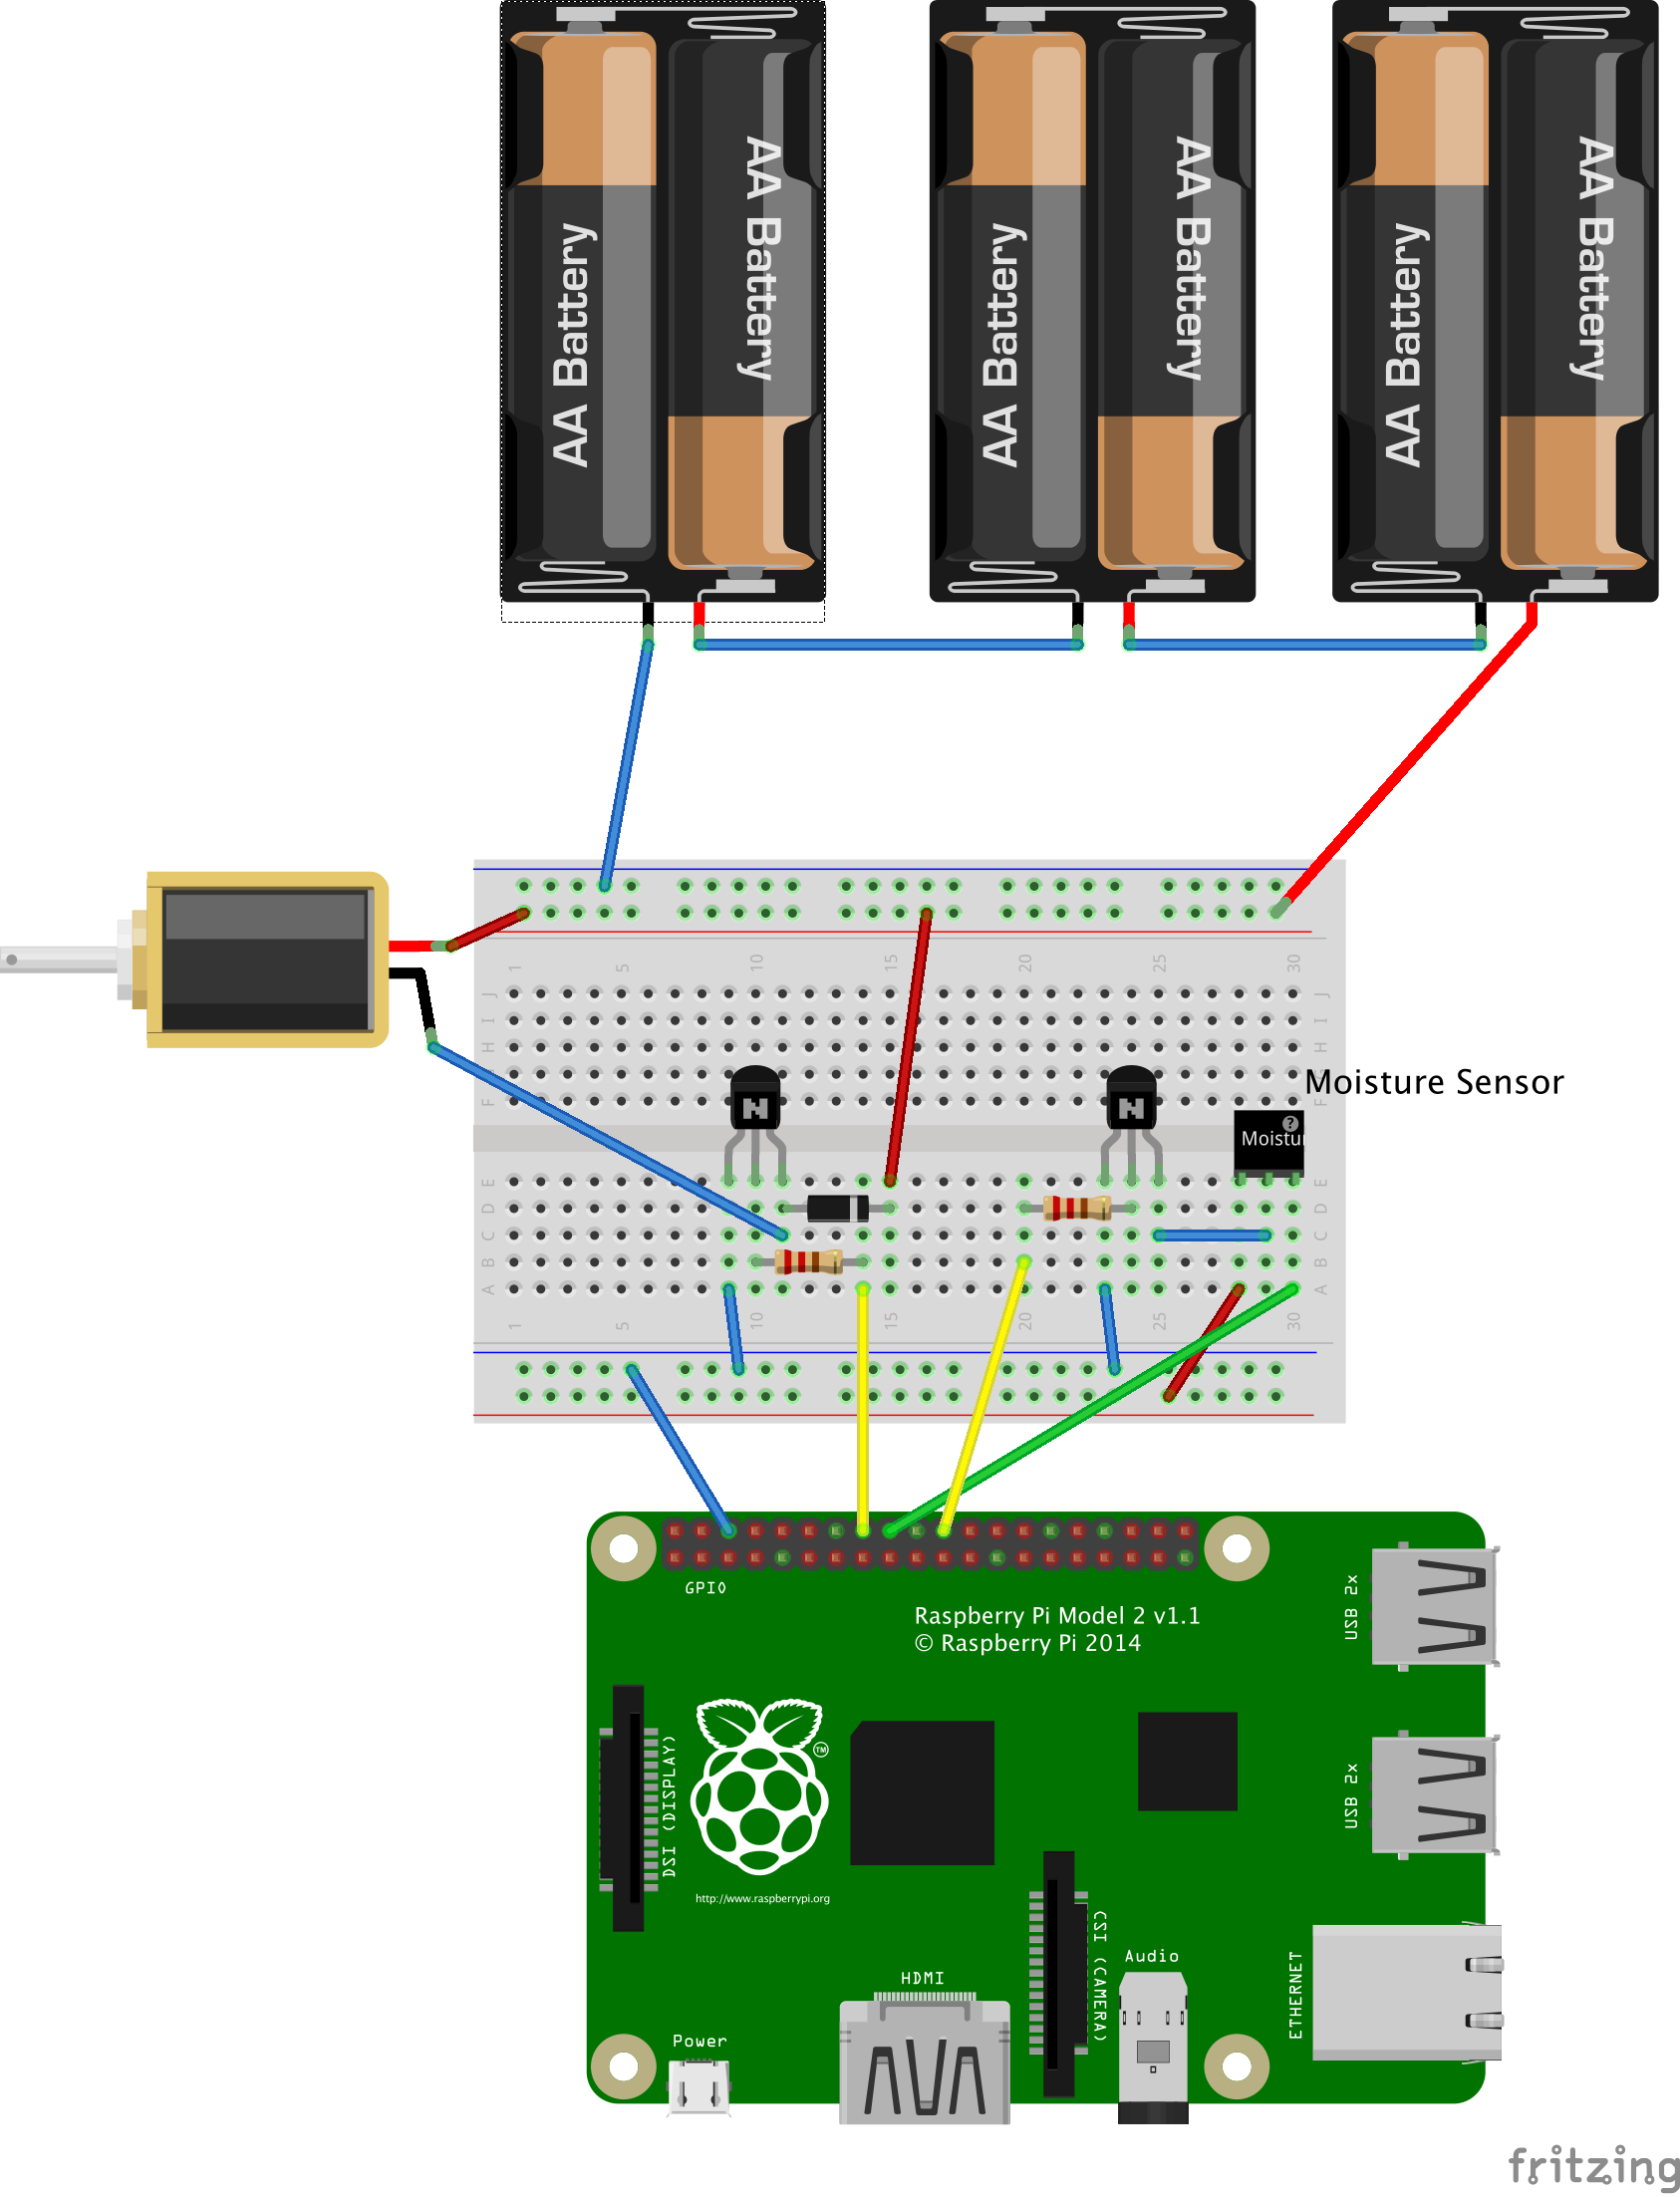 AA Battery
AA Battery
AA Battery
AA Battery
AA Battery
AA Battery
1 5 10 15 20 25 30
J J
I I
H H
F F
Moisture Sensor
?
Moistu
N
N
E E
D D
C C
B B
A A
1 5 10 15 20 25 30
GPIO
Raspberry Pi Model 2 v1.1
© Raspberry Pi 2014
USB 2x
USB 2x
DSI (DISPLAY)
TM
http://www.raspberrypi.org
CSI (CAMERA)
Audio
HDMI
ETHERNET
Power
fritzing